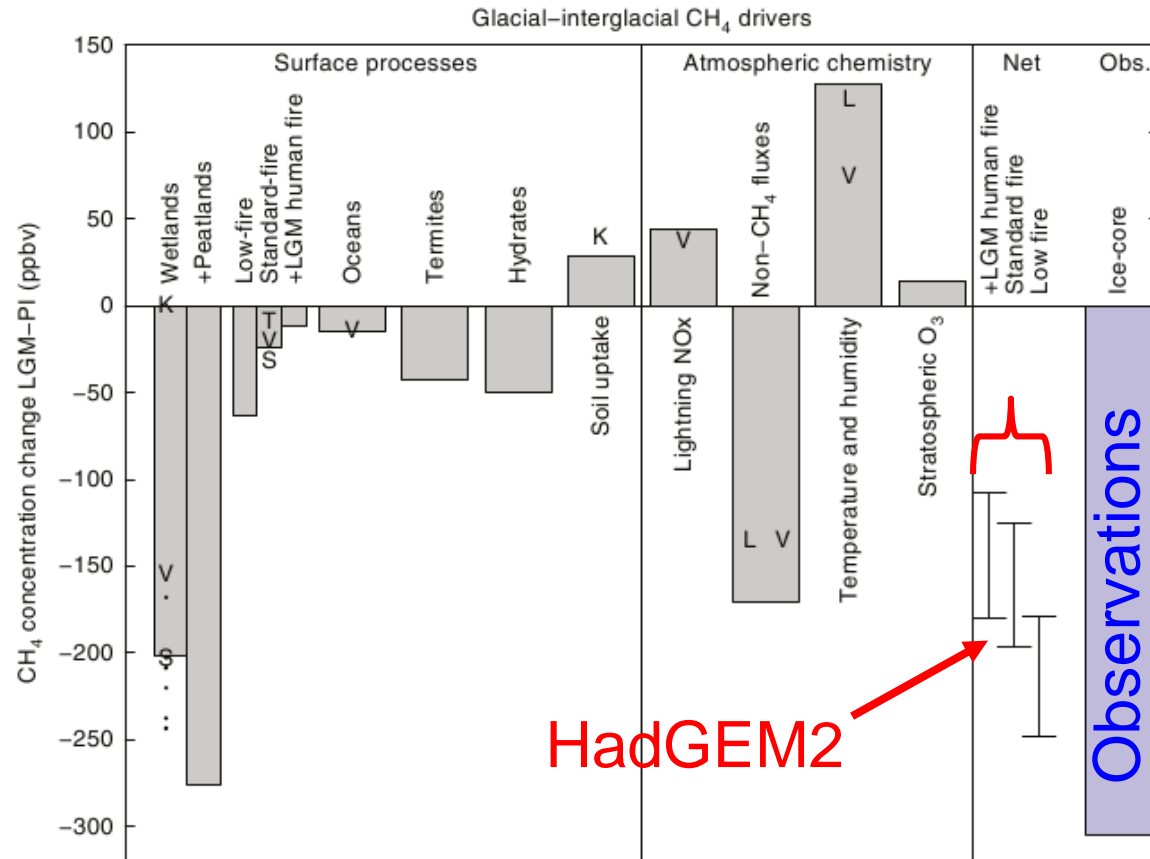 Glacial–interglacial CH₄ drivers
Surface processes
Atmospheric chemistry
Net
Obs.
CH₄ concentration change LGM–PI (ppbv)
150
100
50
0
−50
−100
−150
−200
−250
−300
Wetlands
+Peatlands
Low-fire
Standard-fire
+LGM human fire
Oceans
Termites
Hydrates
Soil uptake
Lightning NOx
Non–CH₄ fluxes
Temperature and humidity
Stratospheric O₃
+LGM human fire
Standard fire
Low fire
Ice-core
K
V
S
T
V
S
V
K
V
L V
L
V
HadGEM2
Observations